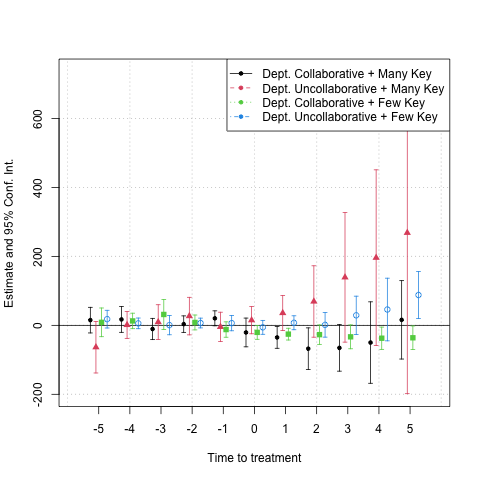 Dept. Collaborative + Many Key
Dept. Uncollaborative + Many Key
Dept. Collaborative + Few Key
Dept. Uncollaborative + Few Key
Estimate and 95% Conf. Int.
600
400
200
0
-200
-5 -4 -3 -2 -1 0 1 2 3 4 5
Time to treatment